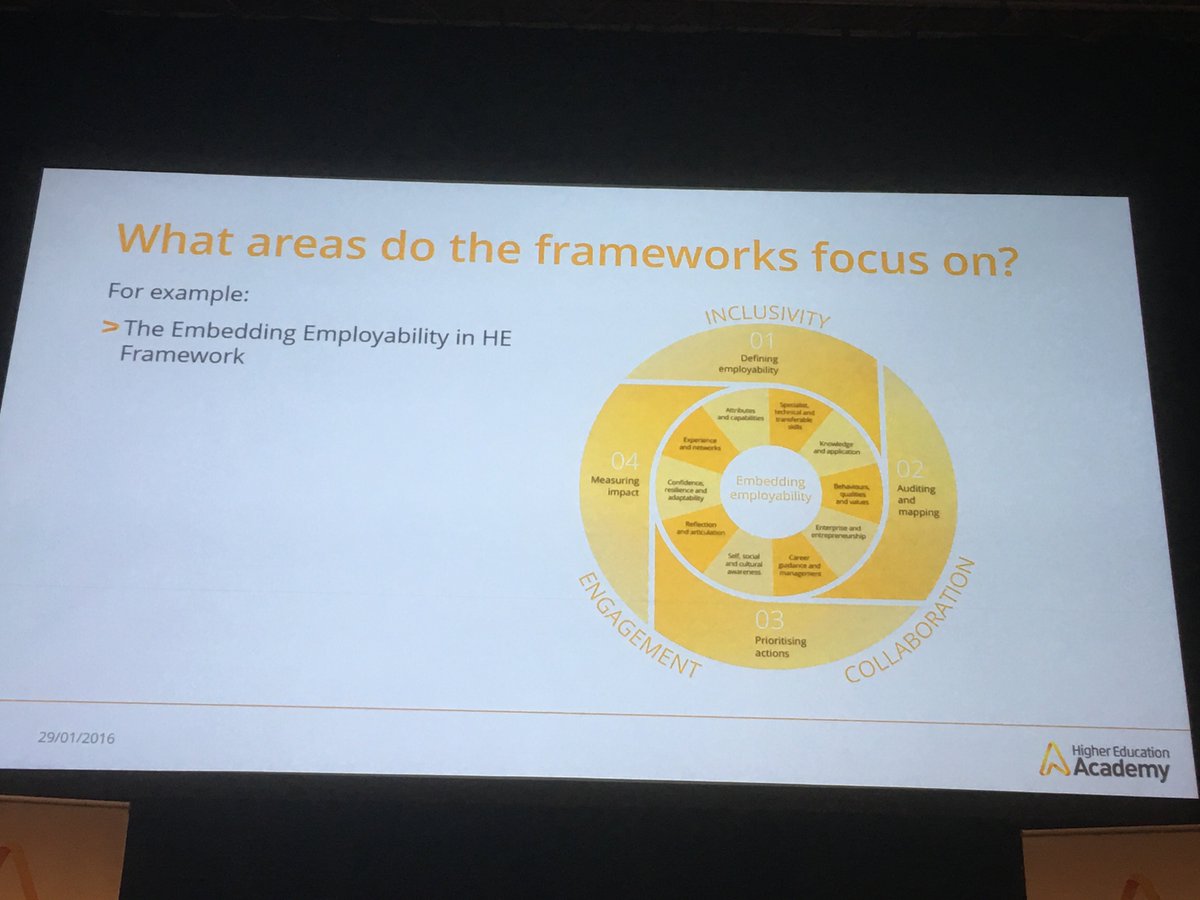 What areas do the frameworks focus on?
For example:
> The Embedding Employability in HE
Framework
INCLUSIVITY
01
Defining
employability
Attributes
and capabilities
Specialist,
technical and
transferable
skills
Knowledge
and application
Behaviours,
qualities
and values
Enterprise and
entrepreneurship
Career
guidance and
management
Self, social
and cultural
awareness
Reflection
and articulation
Confidence,
resilience and
adaptability
Experience
and networks
Embedding
employability
02
Auditing
and
mapping
03
Prioritising
actions
04
Measuring
impact
ENGAGEMENT
COLLABORATION
29/01/2016
Higher Education
Academy